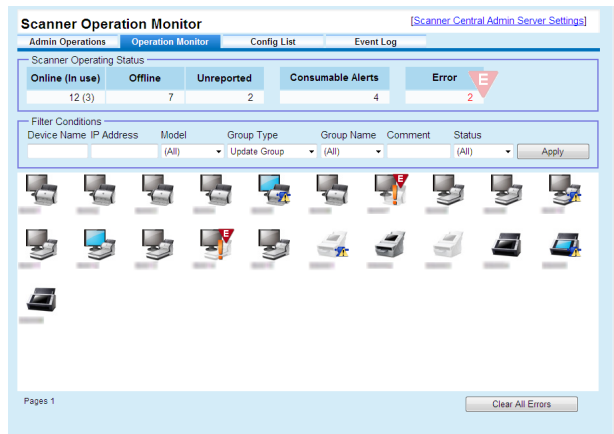 Scanner Operation Monitor [Scanner Central Admin Server Settings]
Admin Operations Operation Monitor Config List Event Log
Scanner Operating Status
Online (In use) Offline Unreported Consumable Alerts Error E
12 (3) 7 2 4 2
Filter Conditions
Device Name IP Address Model Group Type Group Name Comment Status
(All) Update Group (All) (All) Apply
E
E
Pages 1 Clear All Errors